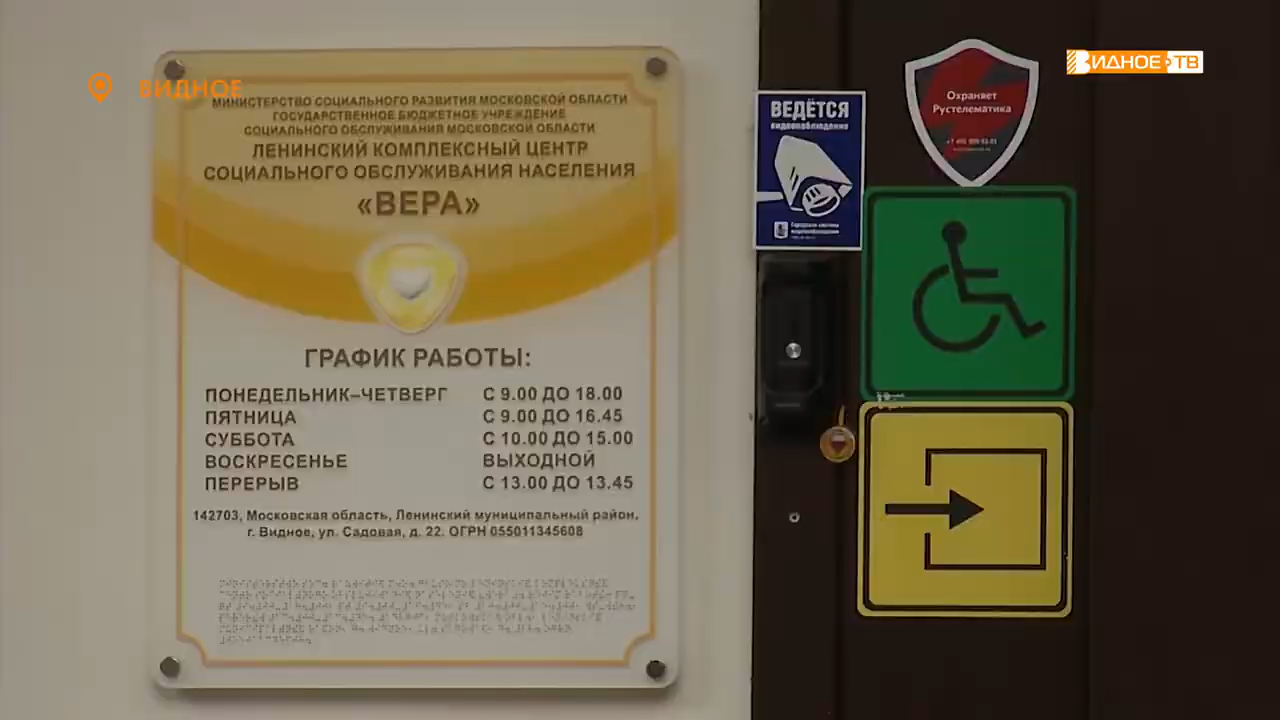 ВИДНОЕ
МИНИСТЕРСТВО СОЦИАЛЬНОГО РАЗВИТИЯ МОСКОВСКОЙ ОБЛАСТИ
ГОСУДАРСТВЕННОЕ БЮДЖЕТНОЕ УЧРЕЖДЕНИЕ
СОЦИАЛЬНОГО ОБСЛУЖИВАНИЯ МОСКОВСКОЙ ОБЛАСТИ
ЛЕНИНСКИЙ КОМПЛЕКСНЫЙ ЦЕНТР
СОЦИАЛЬНОГО ОБСЛУЖИВАНИЯ НАСЕЛЕНИЯ
«ВЕРА»
ГРАФИК РАБОТЫ:
ПОНЕДЕЛЬНИК–ЧЕТВЕРГ С 9.00 ДО 18.00
ПЯТНИЦА С 9.00 ДО 16.45
СУББОТА С 10.00 ДО 15.00
ВОСКРЕСЕНЬЕ ВЫХОДНОЙ
ПЕРЕРЫВ С 13.00 ДО 13.45
142703, Московская область, Ленинский муниципальный район,
г. Видное, ул. Садовая, д. 22. ОГРН 055011345608
ВЕДЁТСЯ
видеонаблюдение
Городская система
видеонаблюдения
Охраняет
Рустелематика
ВИДНОЕ ТВ